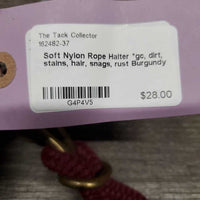 The Tack Collector
162482-37
Soft Nylon Rope Halter *gc, dirt,
stains, hair, snags, rust Burgundy
G4P4V5
$28.00